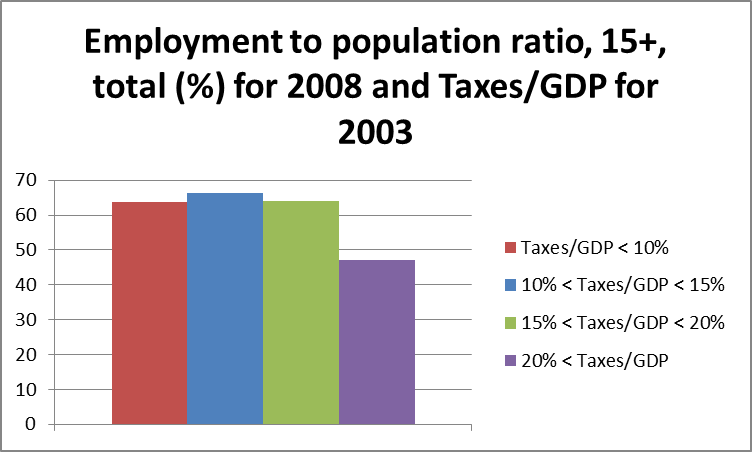 Employment to population ratio, 15+,
total (%) for 2008 and Taxes/GDP for
2003
70
60
50
40
30
20
10
0
Taxes/GDP < 10%
10% < Taxes/GDP < 15%
15% < Taxes/GDP < 20%
20% < Taxes/GDP